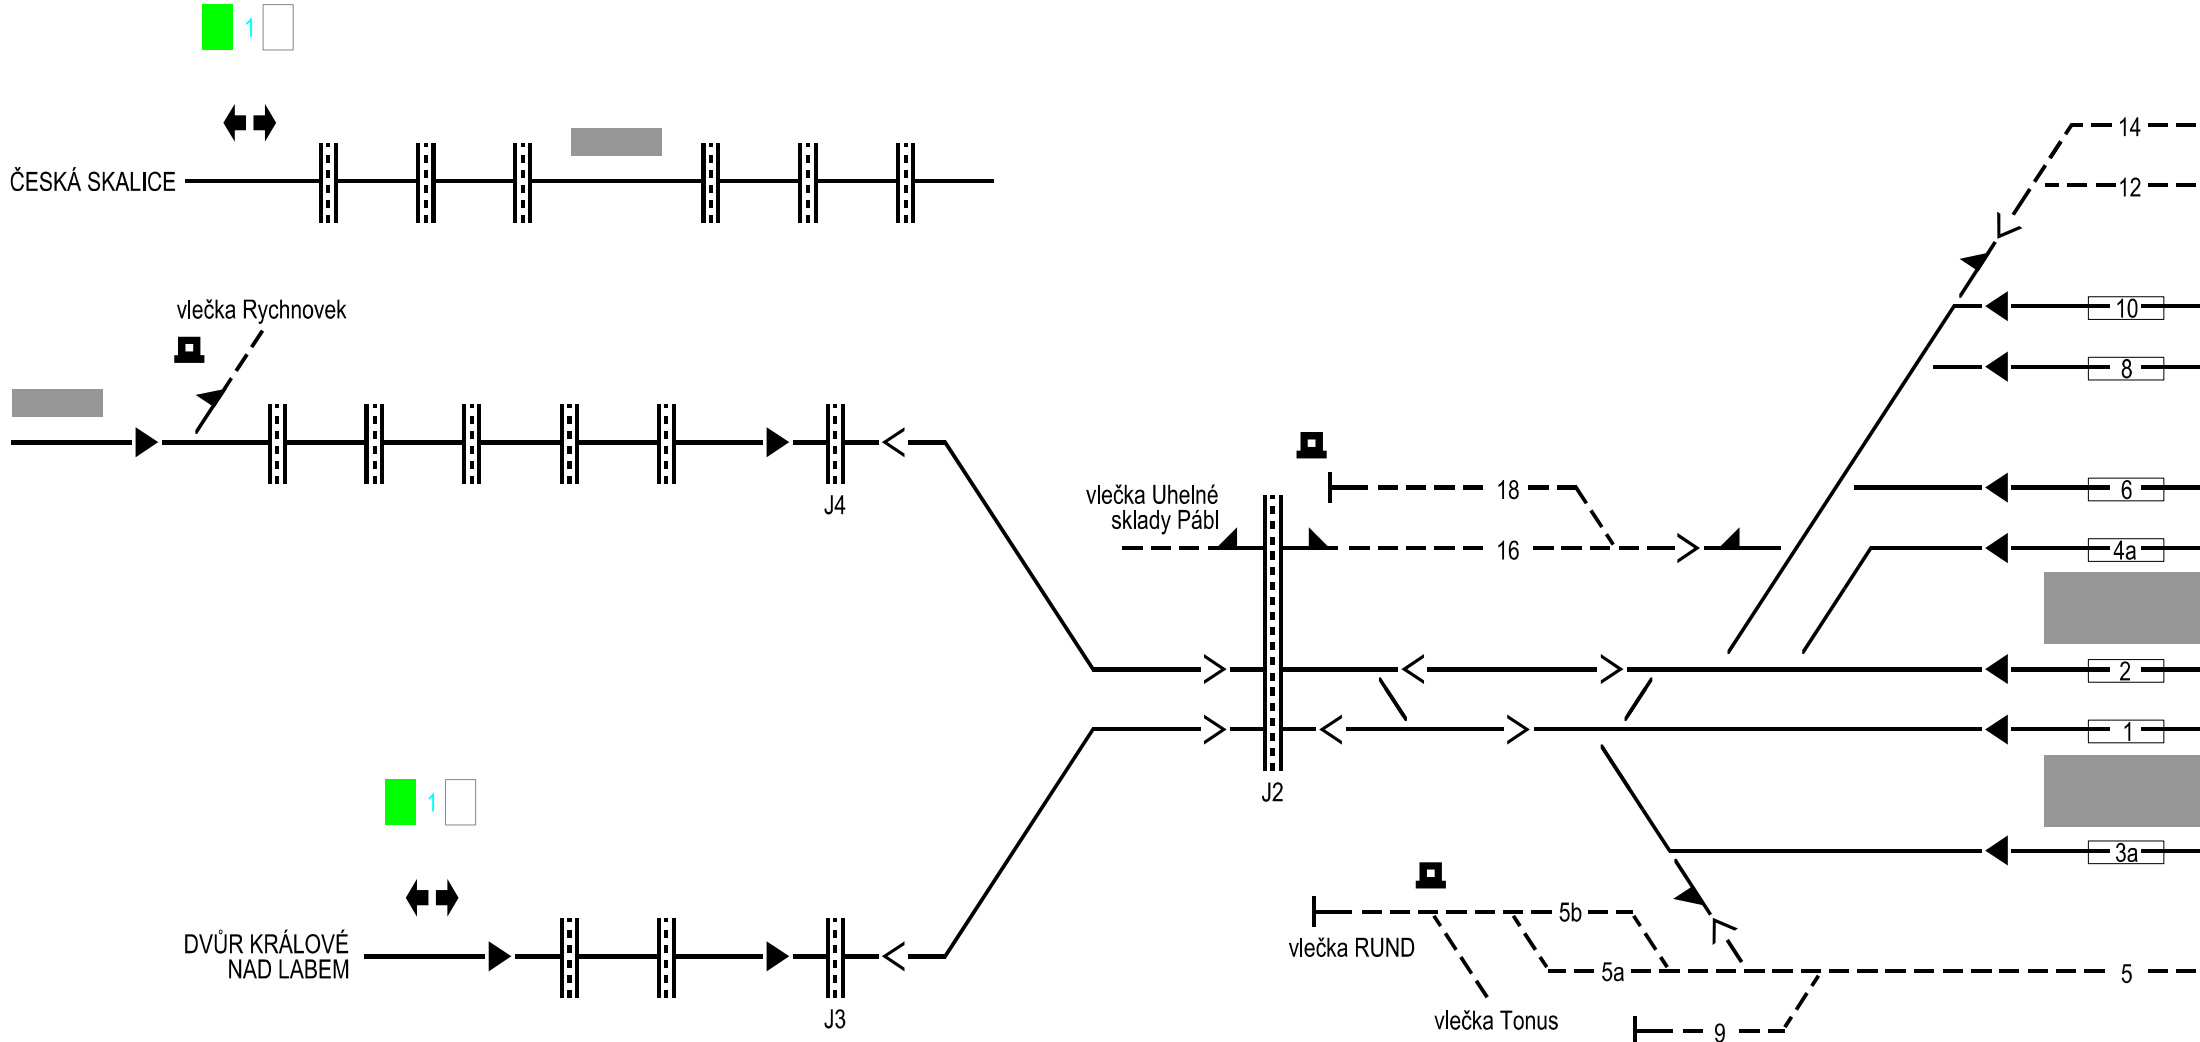 1
14
ČESKÁ SKALICE
12
vlečka Rychnovek
10
8
J4
vlečka Uhelné
sklady Pábl
18
6
16
4a
2
1
J2
1
3a
DVŮR KRÁLOVÉ
NAD LABEM
5b
vlečka RUND
5a
5
J3
vlečka Tonus
9